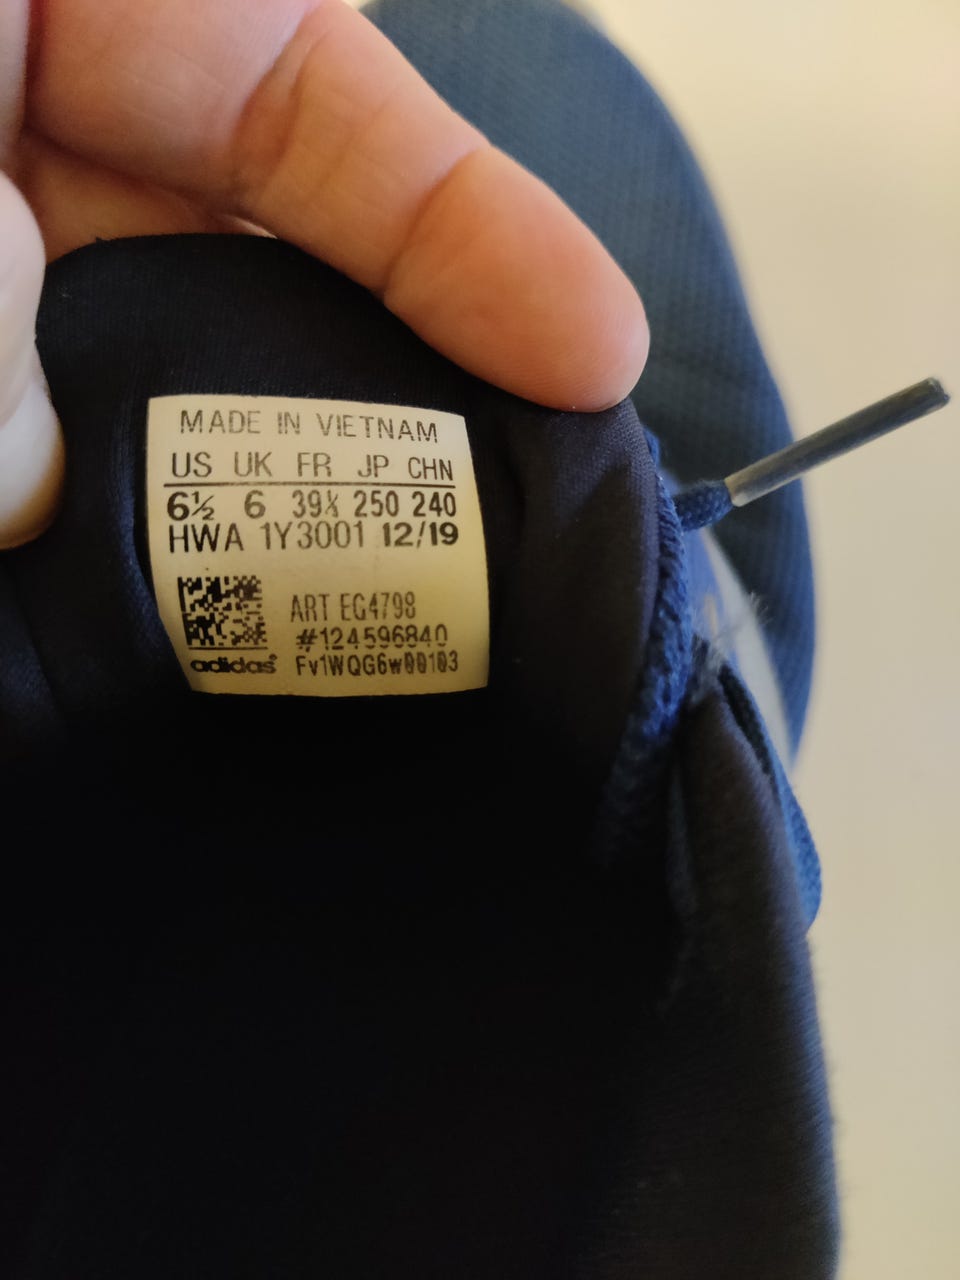 MADE IN VIETNAM
US UK FR JP CHN
6½ 6 39⅓ 250 240
HWA 1Y3001 12/19
ART EG4798
#124596840
adidas® Fv1WQG6w00103